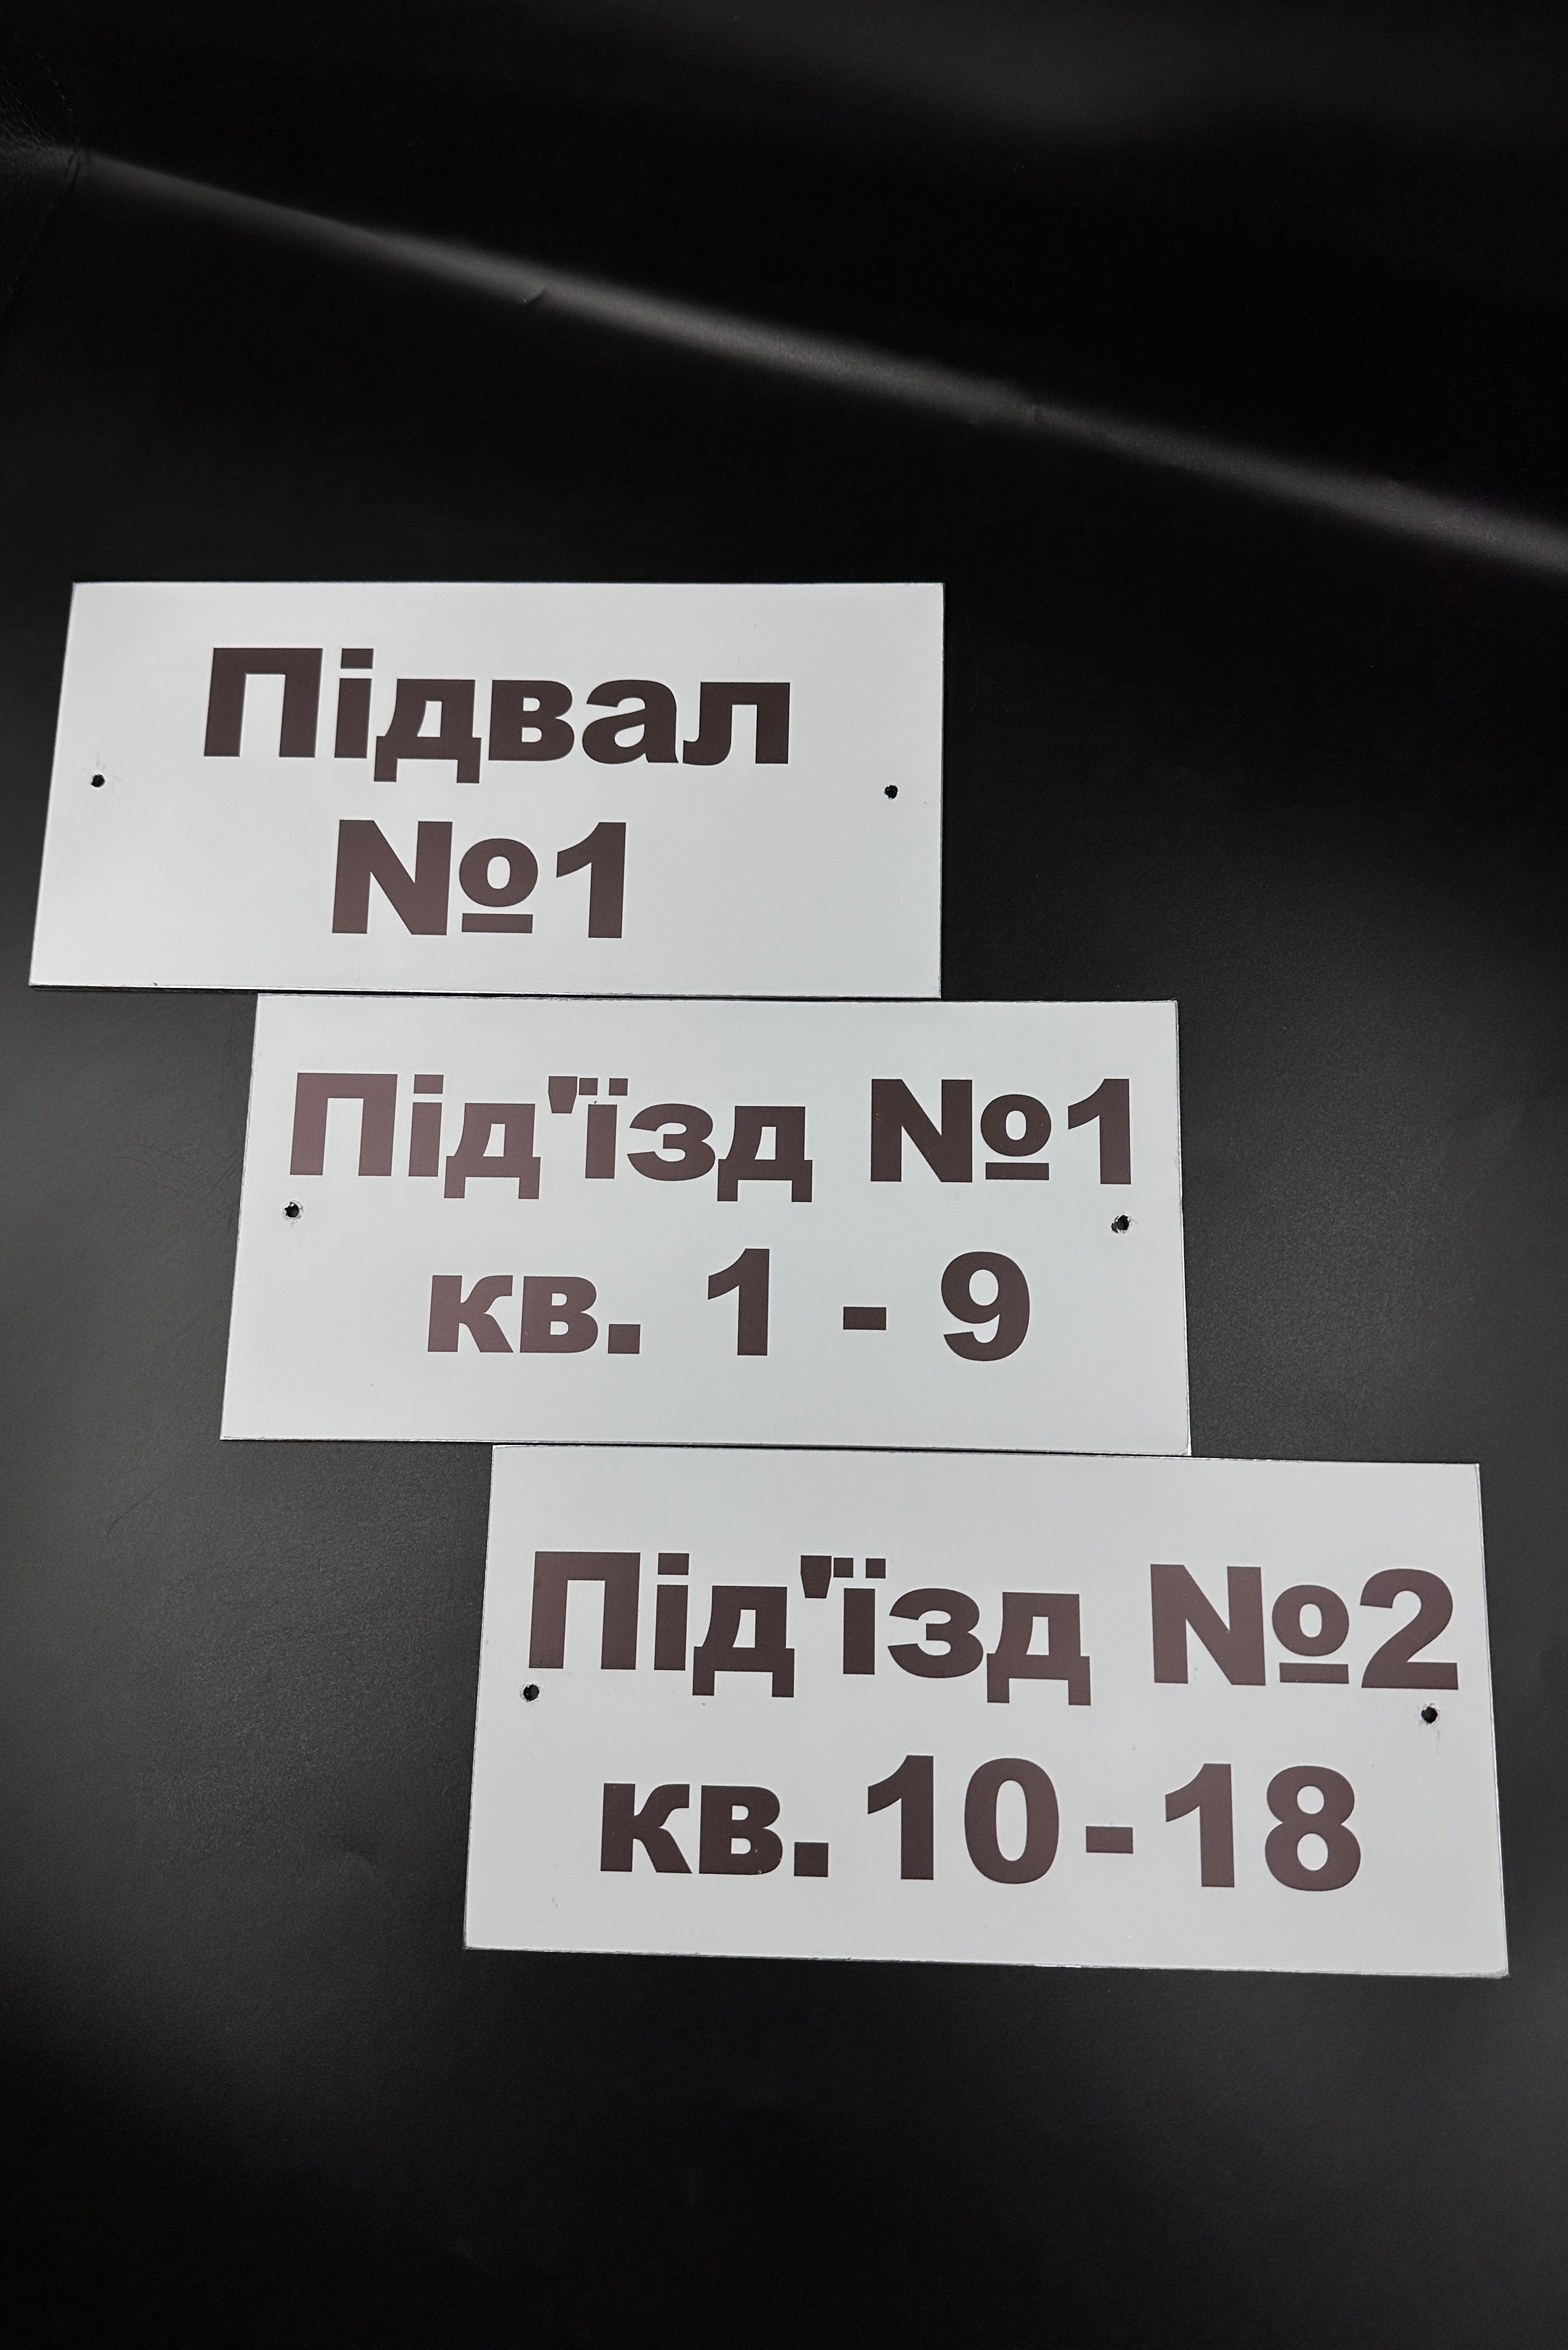 Підвал
№1
Під'їзд №1
кв. 1 - 9
Під'їзд №2
кв. 10-18